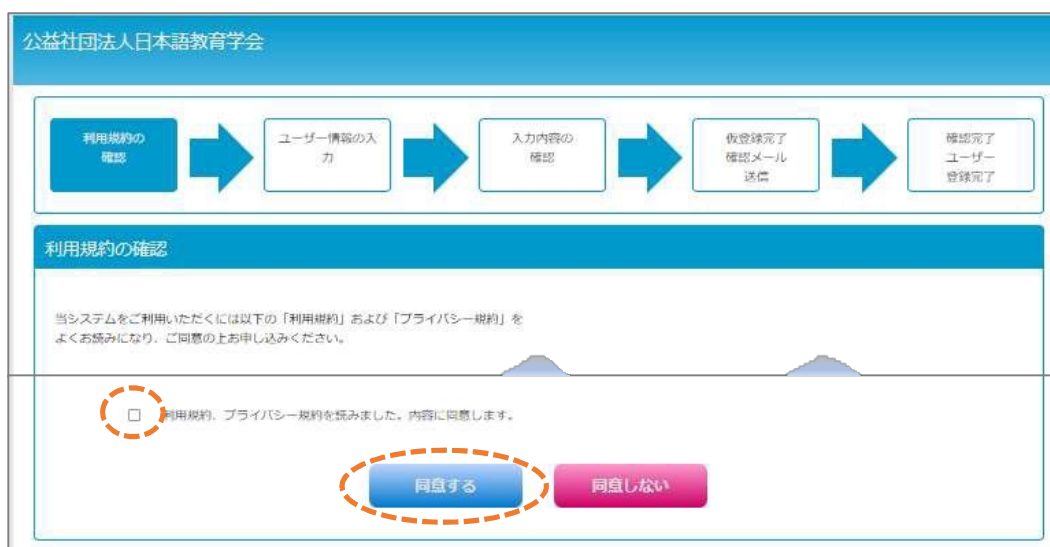 公益社団法人日本語教育学会
利用規約の
確認
ユーザー情報の入
力
入力内容の
確認
仮登録完了
確認メール
送信
確認完了
ユーザー
登録完了
利用規約の確認
当システムをご利用いただくには以下の「利用規約」および「プライバシー規約」を
よくお読みになり、ご同意の上お申し込みください。
利用規約、プライバシー規約を読みました。内容に同意します。
同意する
同意しない